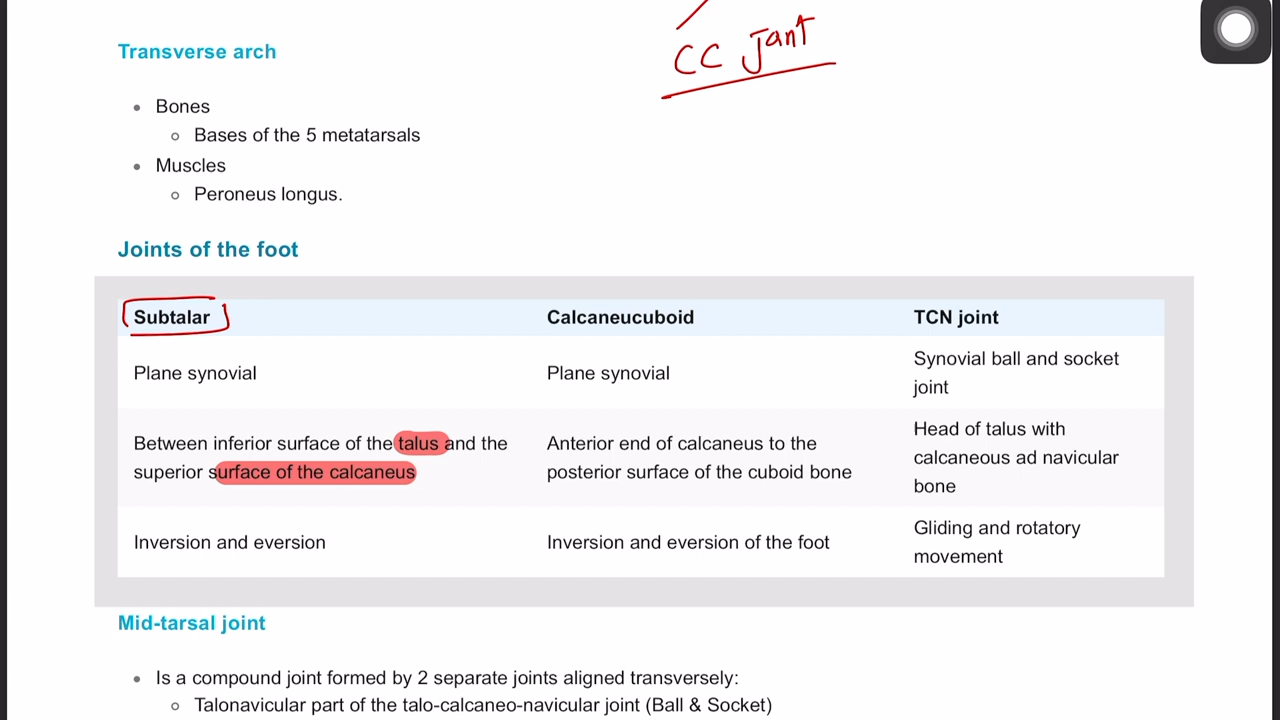 CC Jant
Transverse arch
Bones
Bases of the 5 metatarsals
Muscles
Peroneus longus.
Joints of the foot
Subtalar
Calcaneucuboid
TCN joint
Plane synovial
Plane synovial
Synovial ball and socket
joint
Between inferior surface of the talus and the
superior surface of the calcaneus
Anterior end of calcaneus to the
posterior surface of the cuboid bone
Head of talus with
calcaneous ad navicular
bone
Inversion and eversion
Inversion and eversion of the foot
Gliding and rotatory
movement
Mid-tarsal joint
Is a compound joint formed by 2 separate joints aligned transversely:
Talonavicular part of the talo-calcaneo-navicular joint (Ball & Socket)